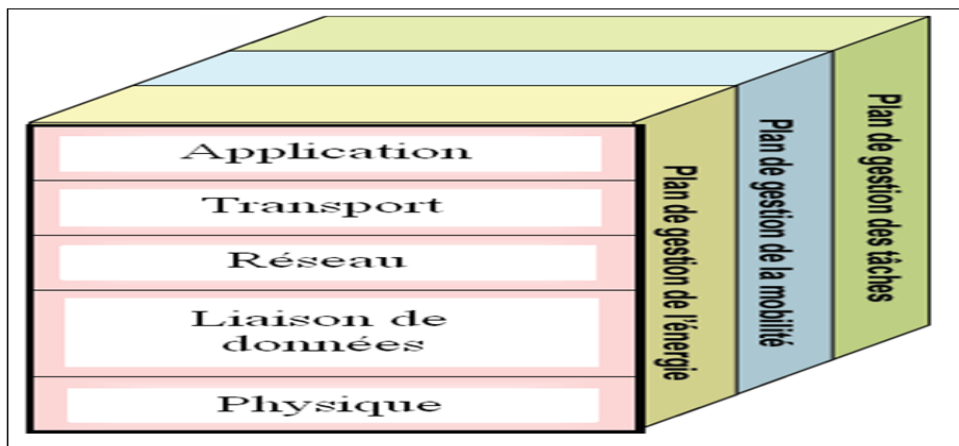 Application
Transport
Réseau
Liaison de
données
Physique
Plan de gestion de l'énergie
Plan de gestion de la mobilité
Plan de gestion des tâches